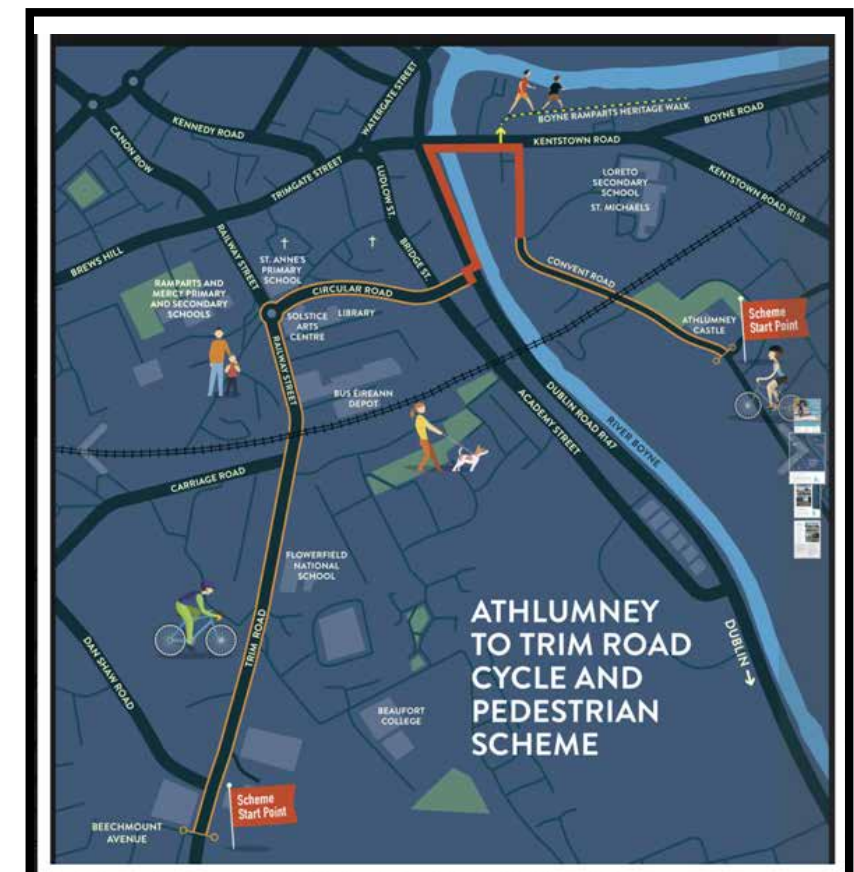 WATERGATE STREET
BOYNE RAMPARTS HERITAGE WALK
BOYNE ROAD
KENNEDY ROAD
KENTSTOWN ROAD
CANON ROW
TRIMGATE STREET
LUDLOW ST.
LORETO
SECONDARY
SCHOOL
ST. MICHAELS
KENTSTOWN ROAD R153
BREWS HILL
RAILWAY STREET
ST. ANNE'S
PRIMARY
SCHOOL
BRIDGE ST.
CONVENT ROAD
RAMPARTS AND
MERCY PRIMARY
AND SECONDARY
SCHOOLS
CIRCULAR ROAD
SOLSTICE
ARTS
CENTRE
LIBRARY
ATHLUMNEY
CASTLE
Scheme
Start Point
RAILWAY STREET
BUS ÉIREANN
DEPOT
DUBLIN ROAD R147
RIVER BOYNE
ACADEMY STREET
CARRIAGE ROAD
FLOWERFIELD
NATIONAL
SCHOOL
TRIM ROAD
ATHLUMNEY
TO TRIM ROAD
CYCLE AND
PEDESTRIAN
SCHEME
DUBLIN →
DAN SHAW ROAD
BEAUFORT
COLLEGE
Scheme
Start Point
BEECHMOUNT
AVENUE